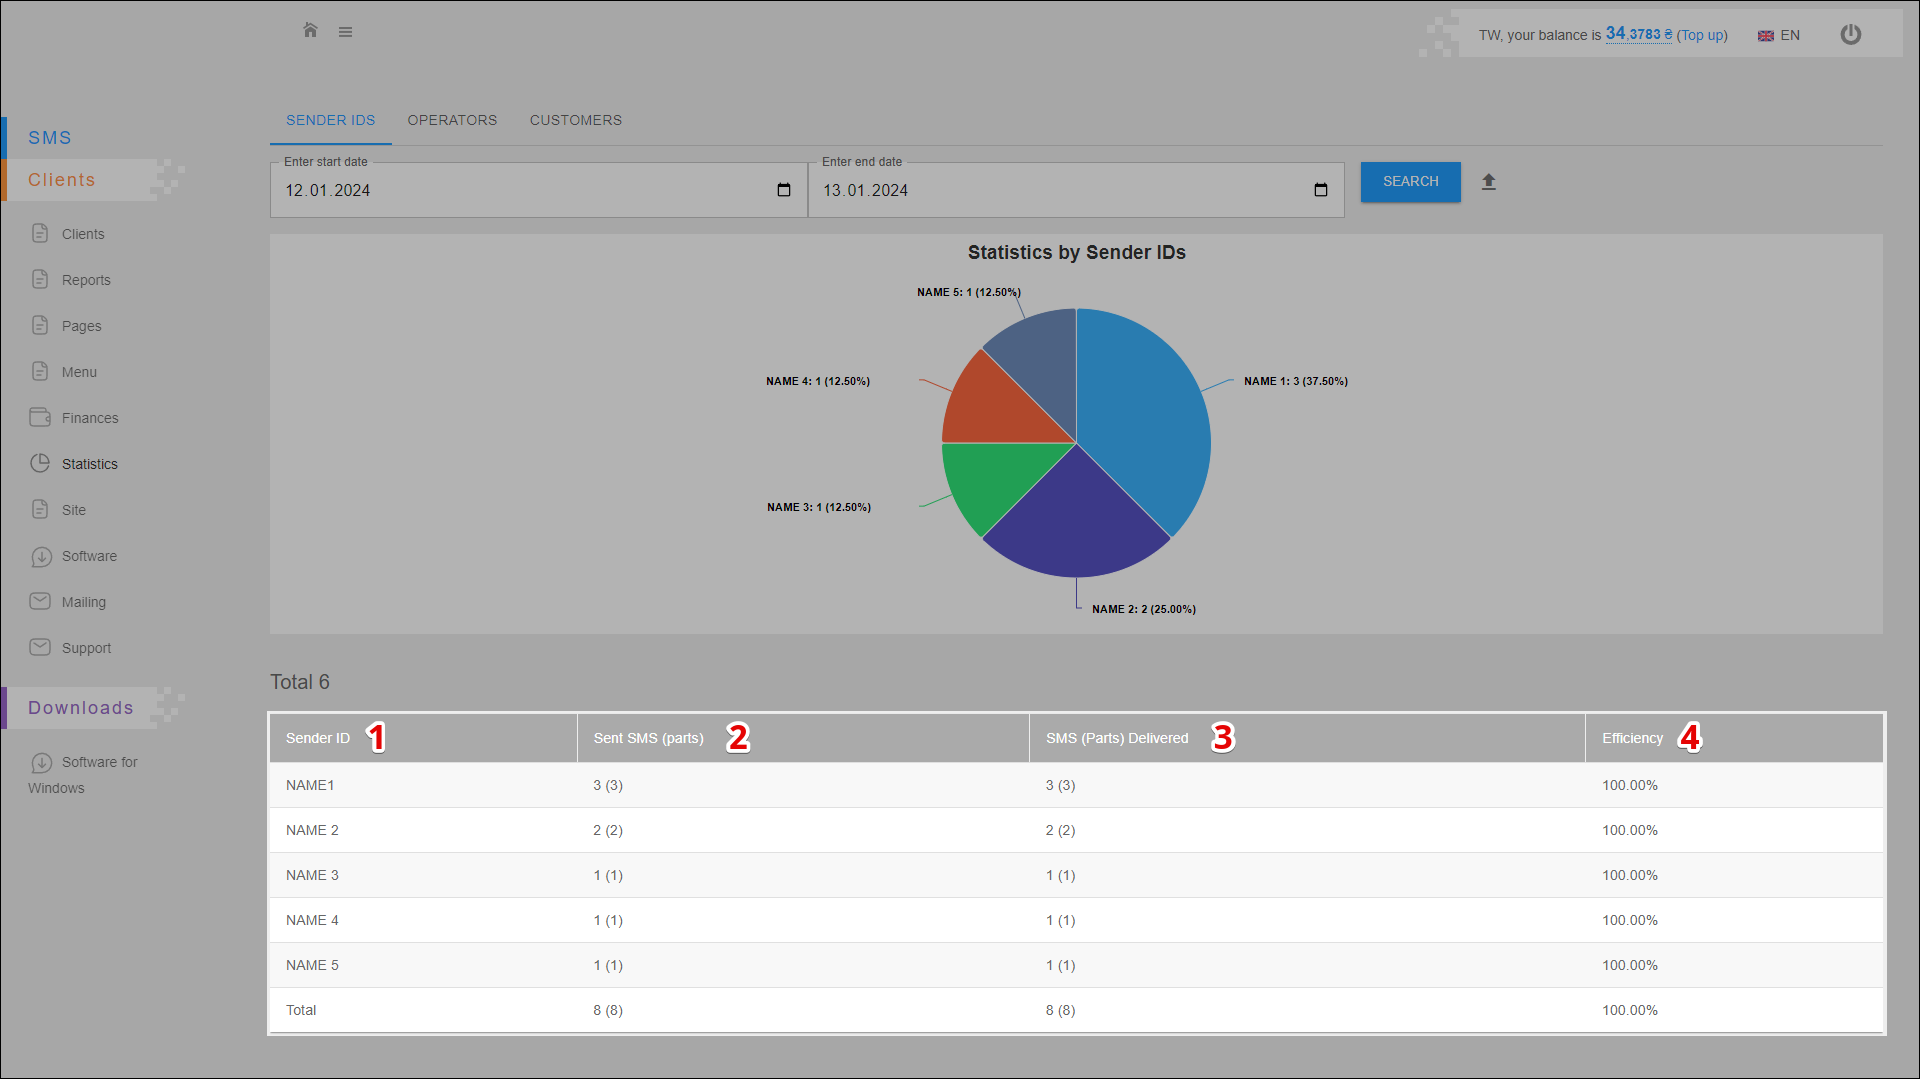 TW, your balance is 34,3783 ₴ (Top up)
EN
SMS
Clients
Clients
Reports
Pages
Menu
Finances
Statistics
Site
Software
Mailing
Support
Downloads
Software for
Windows
SENDER IDS OPERATORS CUSTOMERS
Enter start date
12.01.2024
Enter end date
13.01.2024
SEARCH
Statistics by Sender IDs
NAME 5: 1 (12.50%)
NAME 4: 1 (12.50%)
NAME 1: 3 (37.50%)
NAME 3: 1 (12.50%)
NAME 2: 2 (25.00%)
Total 6
Sender ID 1 Sent SMS (parts) 2 SMS (Parts) Delivered 3 Efficiency 4
NAME1 3 (3) 3 (3) 100.00%
NAME 2 2 (2) 2 (2) 100.00%
NAME 3 1 (1) 1 (1) 100.00%
NAME 4 1 (1) 1 (1) 100.00%
NAME 5 1 (1) 1 (1) 100.00%
Total 8 (8) 8 (8) 100.00%